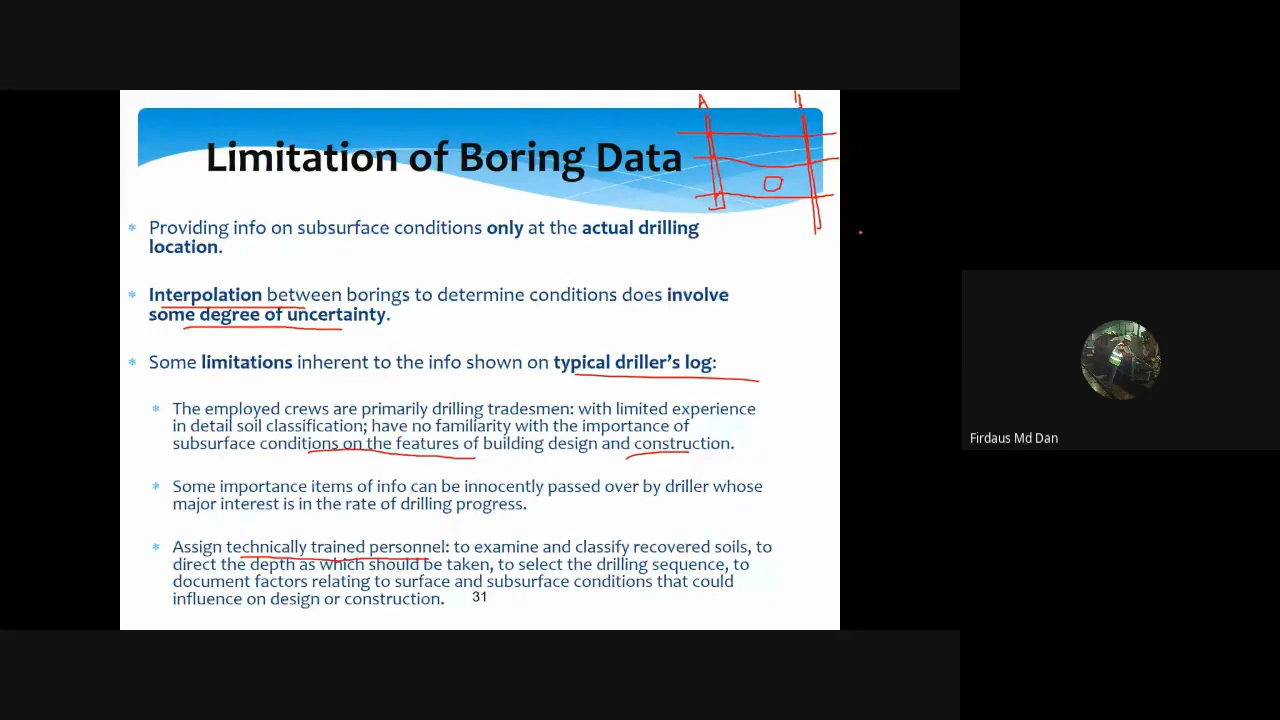 A
Limitation of Boring Data
* Providing info on subsurface conditions only at the actual drilling
location.
* Interpolation between borings to determine conditions does involve
some degree of uncertainty.
* Some limitations inherent to the info shown on typical driller's log:
* The employed crews are primarily drilling tradesmen: with limited experience
in detail soil classification; have no familiarity with the importance of
subsurface conditions on the features of building design and construction.
* Some importance items of info can be innocently passed over by driller whose
major interest is in the rate of drilling progress.
* Assign technically trained personnel: to examine and classify recovered soils, to
direct the depth as which should be taken, to select the drilling sequence, to
document factors relating to surface and subsurface conditions that could
influence on design or construction.
31
Firdaus Md Dan